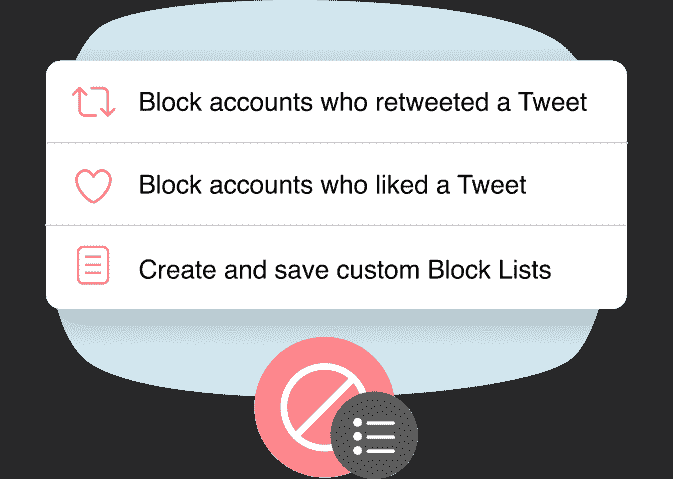 Block accounts who retweeted a Tweet
Block accounts who liked a Tweet
Create and save custom Block Lists